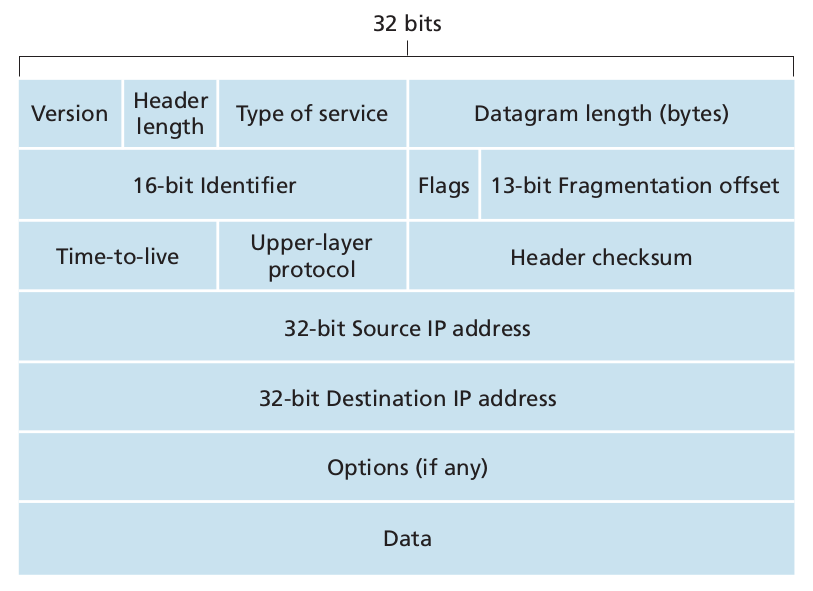 32 bits
Version
Header
length
Type of service
Datagram length (bytes)
16-bit Identifier
Flags
13-bit Fragmentation offset
Time-to-live
Upper-layer
protocol
Header checksum
32-bit Source IP address
32-bit Destination IP address
Options (if any)
Data